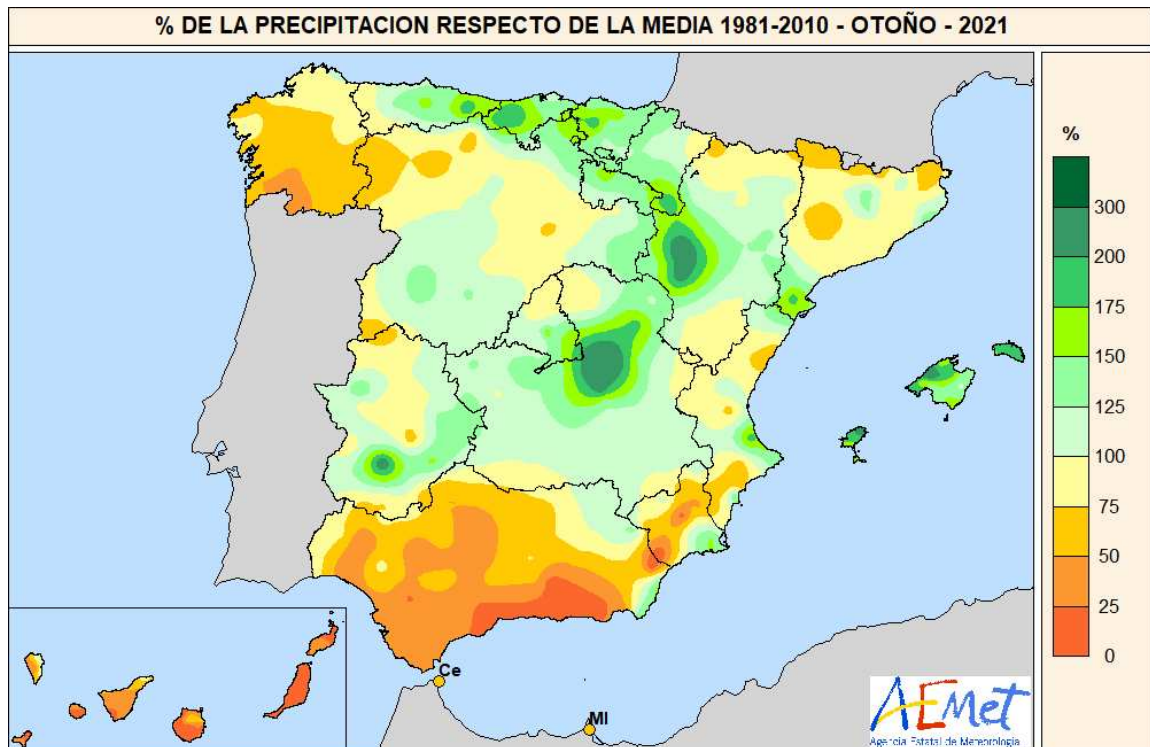 % DE LA PRECIPITACION RESPECTO DE LA MEDIA 1981-2010 - OTOÑO - 2021
%
300
200
175
150
125
100
75
50
25
0
Ce
Ml
AEMet
Agencia Estatal de Meteorología